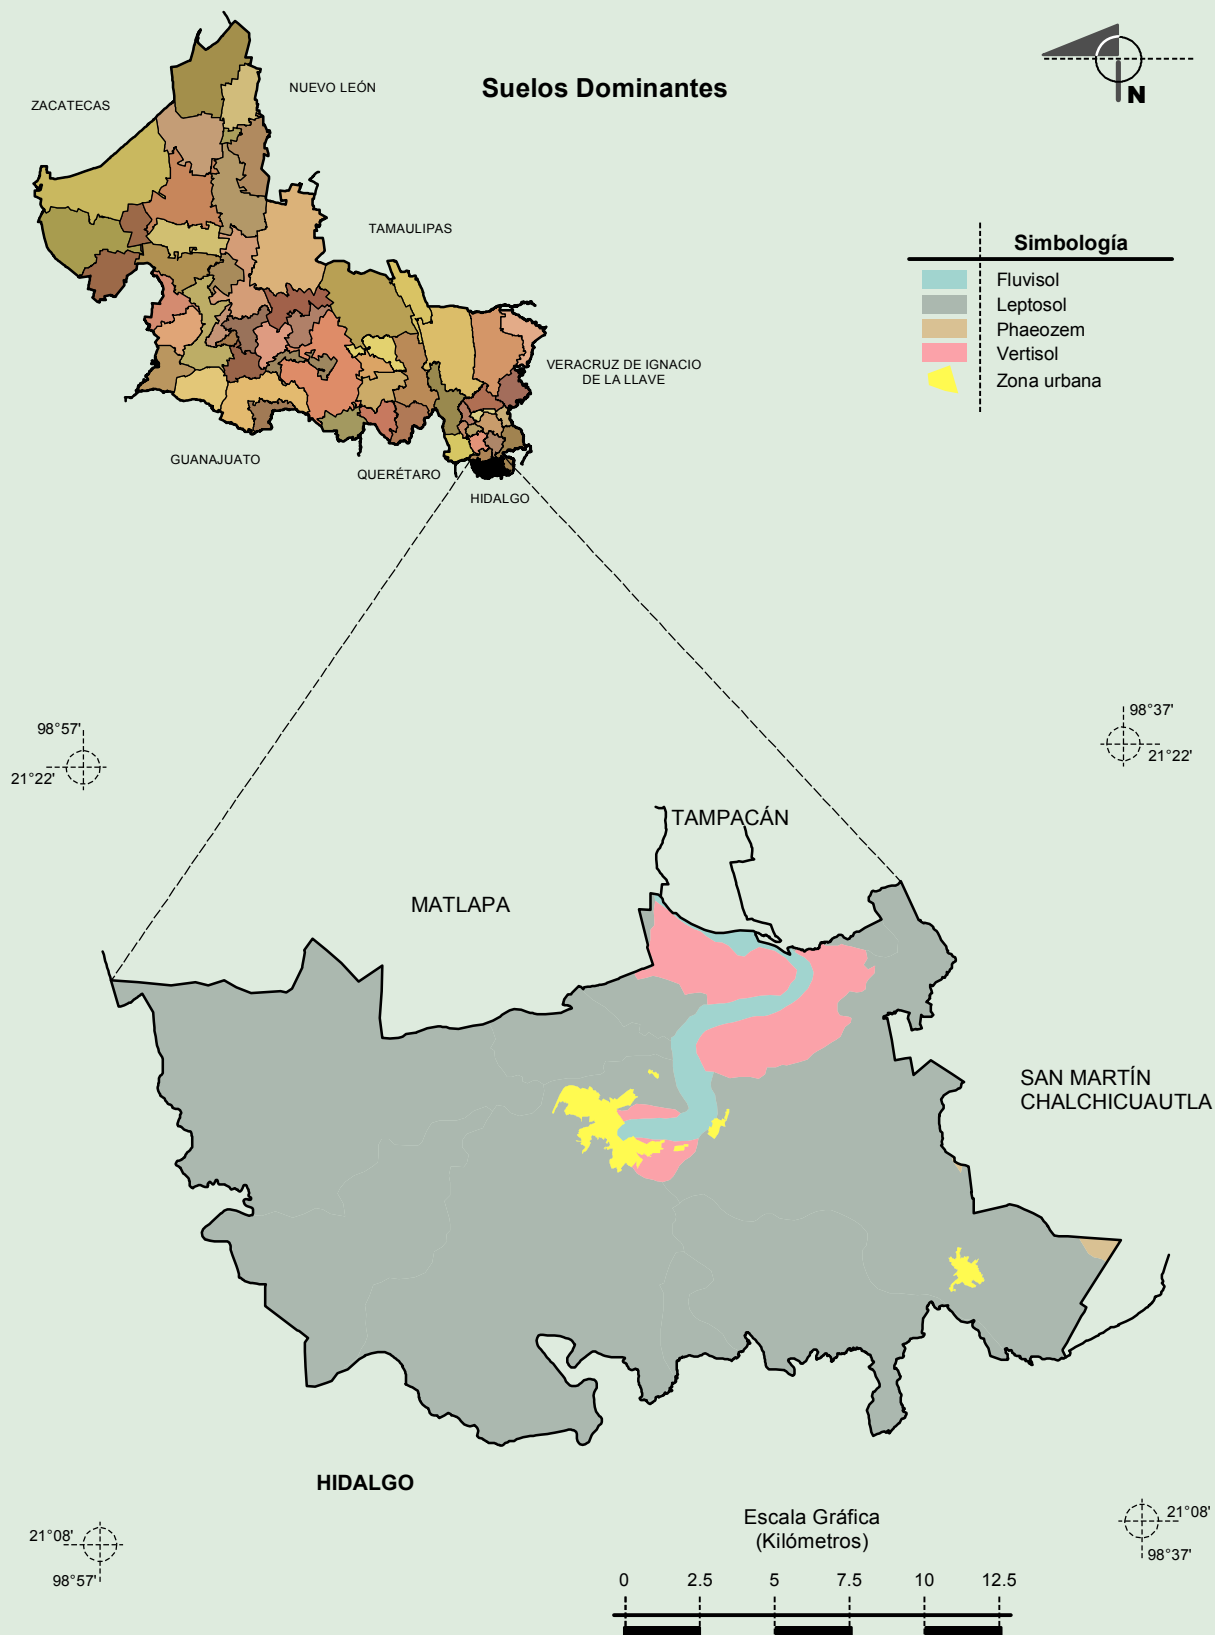 Suelos Dominantes
N
NUEVO LEÓN
ZACATECAS
TAMAULIPAS
VERACRUZ DE IGNACIO
DE LA LLAVE
GUANAJUATO
QUERÉTARO
HIDALGO
Simbología
Fluvisol
Leptosol
Phaeozem
Vertisol
Zona urbana
98°57'
21°22'
98°37'
21°22'
TAMPACÁN
MATLAPA
SAN MARTÍN
CHALCHICUAUTLA
HIDALGO
21°08'
98°57'
21°08'
98°37'
Escala Gráfica
(Kilómetros)
0 2.5 5 7.5 10 12.5